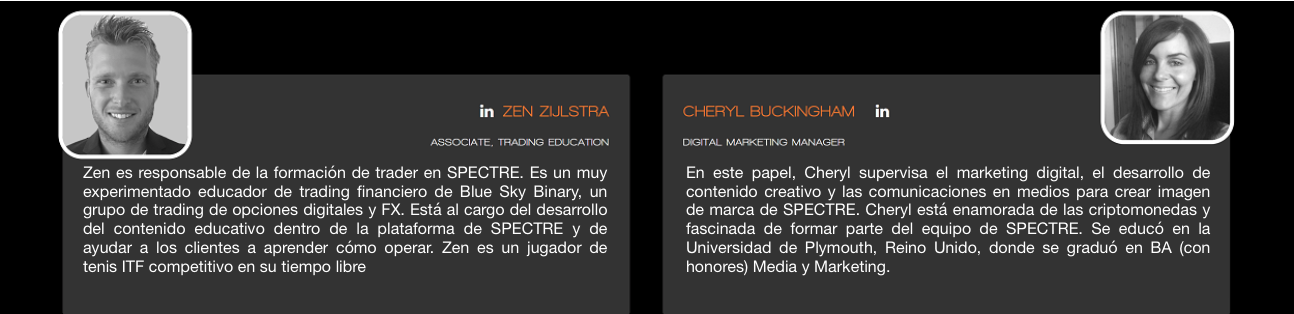 in ZEN ZIJLSTRA
ASSOCIATE, TRADING EDUCATION
Zen es responsable de la formación de trader en SPECTRE. Es un muy
experimentado educador de trading financiero de Blue Sky Binary, un
grupo de trading de opciones digitales y FX. Está al cargo del desarrollo
del contenido educativo dentro de la plataforma de SPECTRE y de
ayudar a los clientes a aprender cómo operar. Zen es un jugador de
tenis ITF competitivo en su tiempo libre
CHERYL BUCKINGHAM in
DIGITAL MARKETING MANAGER
En este papel, Cheryl supervisa el marketing digital, el desarrollo de
contenido creativo y las comunicaciones en medios para crear imagen
de marca de SPECTRE. Cheryl está enamorada de las criptomonedas y
fascinada de formar parte del equipo de SPECTRE. Se educó en la
Universidad de Plymouth, Reino Unido, donde se graduó en BA (con
honores) Media y Marketing.